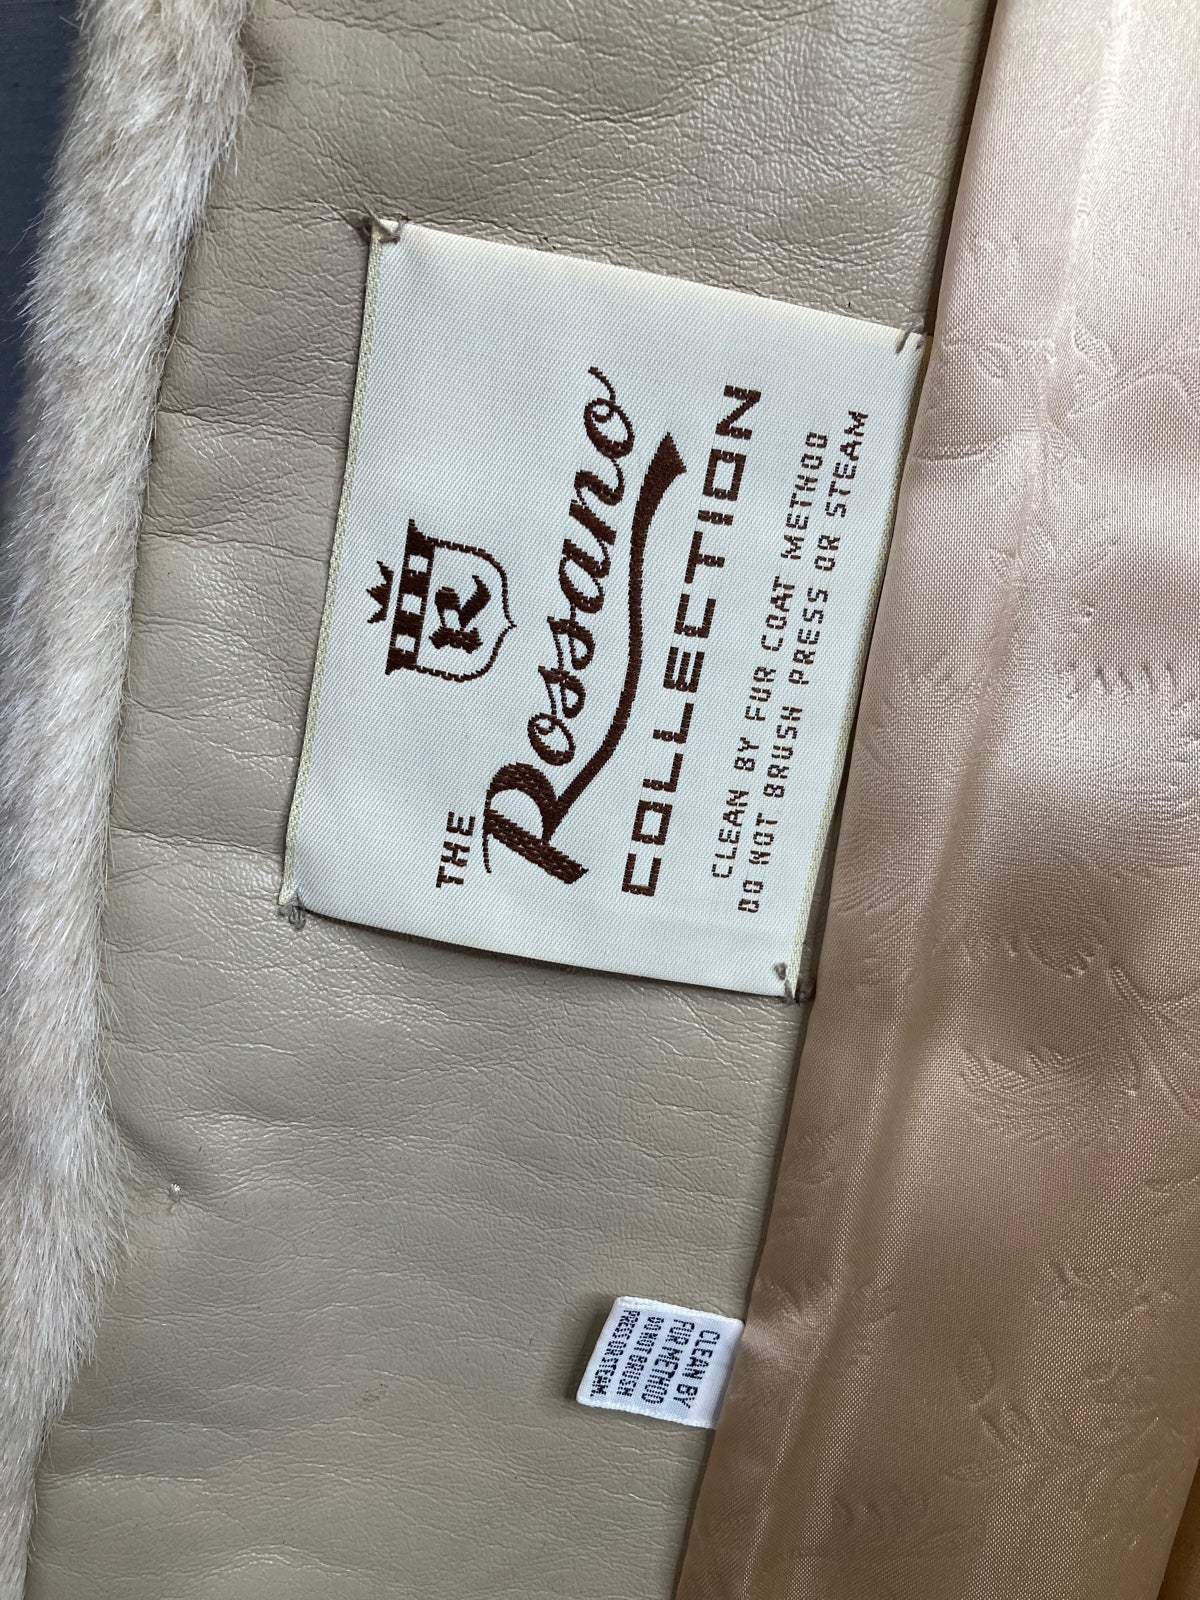 R
THE
Rossano
COLLECTION
CLEAN BY FUR COAT METHOD
DO NOT BRUSH PRESS OR STEAM
CLEAN BY
FUR METHOD
DO NOT BRUSH
PRESS OR STEAM.